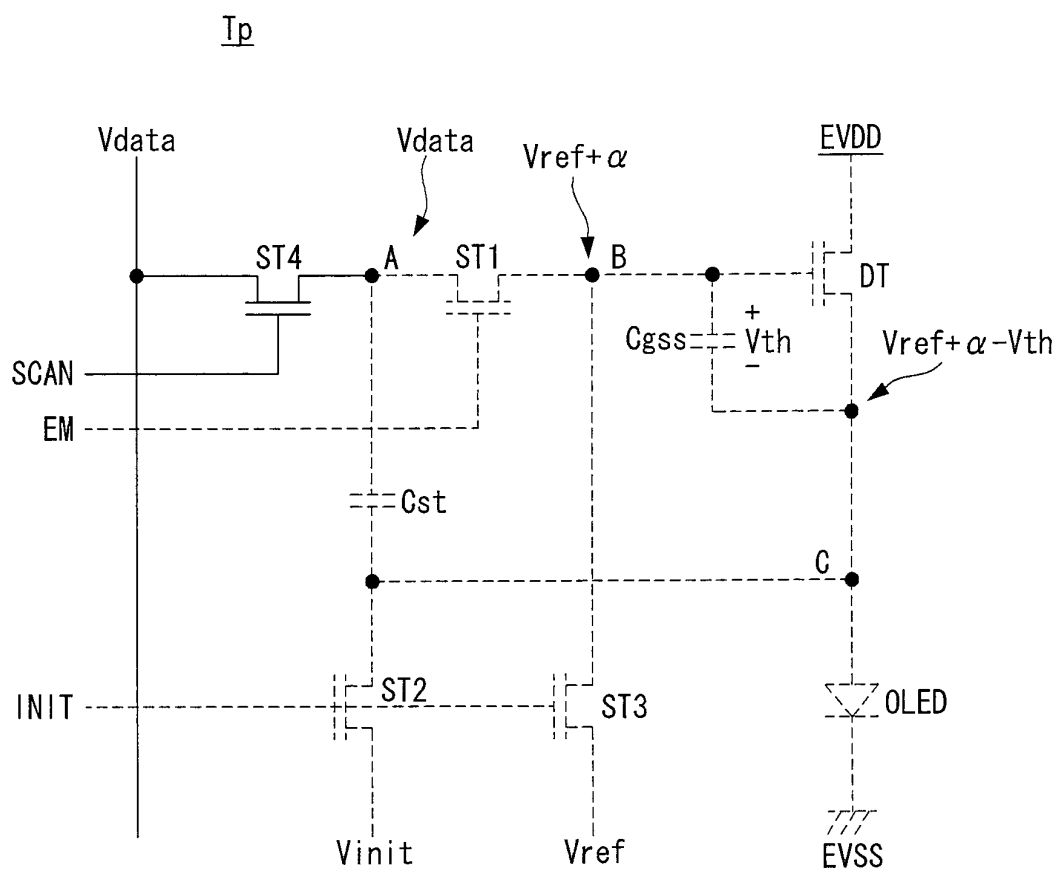 Tp
Vdata
Vdata
Vref+α
EVDD
ST4
A
ST1
B
DT
Cgss
+
Vth
−
Vref+α−Vth
SCAN
EM
Cst
C
INIT
ST2
ST3
OLED
Vinit
Vref
EVSS